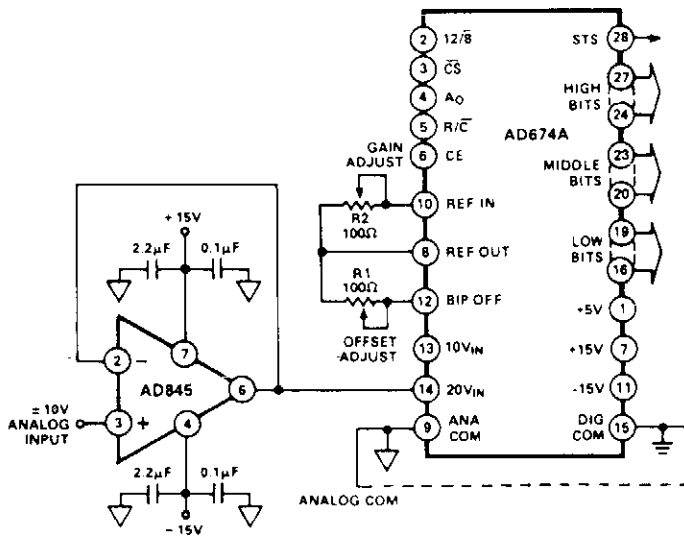 2 12/8̅ 28 STS
3 C̅S̅ 27
4 A0 HIGH BITS
24
5 R/C̅ AD674A
GAIN ADJUST 6 CE 23
MIDDLE BITS
R2 100Ω 10 REF IN 20
+15V 19
2.2µF 0.1µF 8 REF OUT LOW BITS
R1 100Ω 16
12 BIP OFF
+5V 1
OFFSET ADJUST
2 − 7 13 10VIN +15V 7
AD845 6 14 20VIN -15V 11
±10V ANALOG INPUT 3 + 4
9 ANA COM DIG COM 15
2.2µF 0.1µF
ANALOG COM
−15V